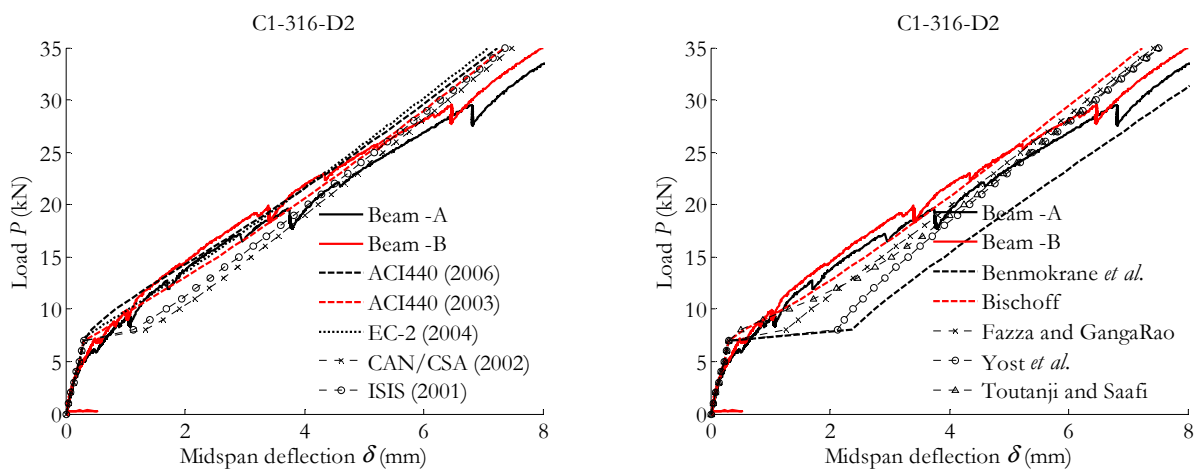 C1-316-D2
35
30
25
20
15
10
5
0
Load P (kN)
Beam -A
Beam -B
ACI440 (2006)
ACI440 (2003)
EC-2 (2004)
CAN/CSA (2002)
ISIS (2001)
0 2 4 6 8
Midspan deflection δ (mm)
C1-316-D2
35
30
25
20
15
10
5
0
Load P (kN)
Beam -A
Beam -B
Benmokrane et al.
Bischoff
Fazza and GangaRao
Yost et al.
Toutanji and Saafi
0 2 4 6 8
Midspan deflection δ (mm)